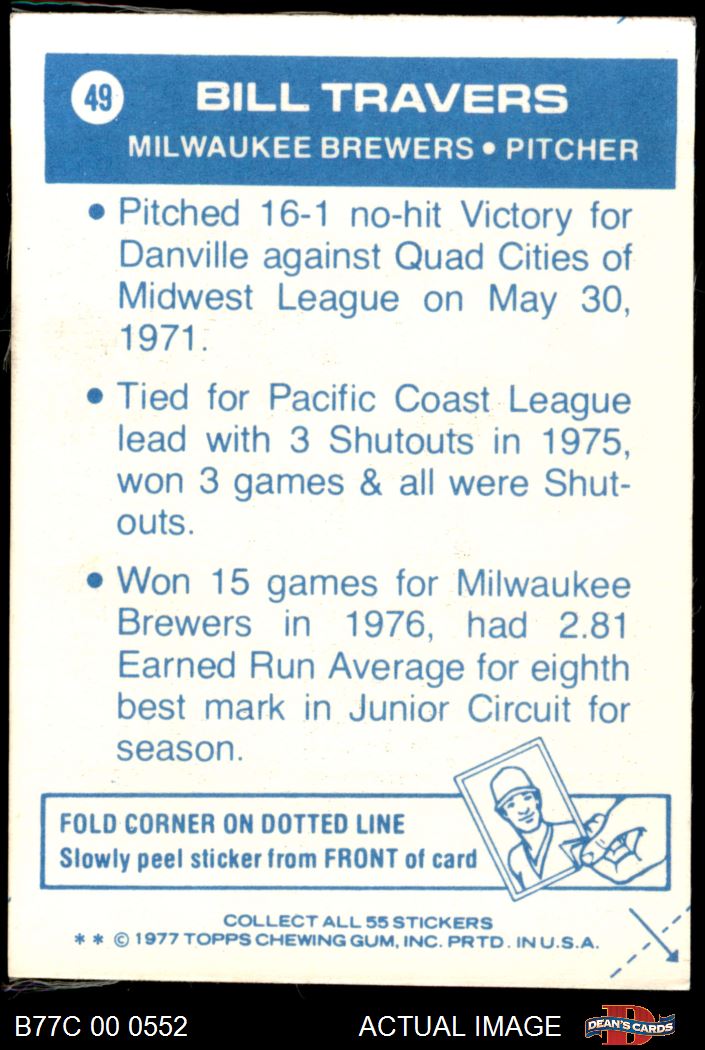 49
BILL TRAVERS
MILWAUKEE BREWERS • PITCHER
• Pitched 16-1 no-hit Victory for
Danville against Quad Cities of
Midwest League on May 30,
1971.
• Tied for Pacific Coast League
lead with 3 Shutouts in 1975,
won 3 games & all were Shut-
outs.
• Won 15 games for Milwaukee
Brewers in 1976, had 2.81
Earned Run Average for eighth
best mark in Junior Circuit for
season.
FOLD CORNER ON DOTTED LINE
Slowly peel sticker from FRONT of card
COLLECT ALL 55 STICKERS
* * © 1977 TOPPS CHEWING GUM, INC. PRTD. IN U.S.A.
B77C 00 0552
ACTUAL IMAGE
DEAN'S CARDS